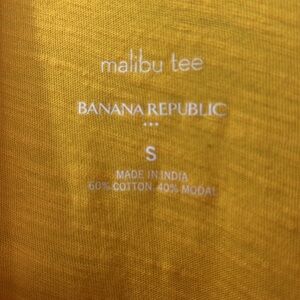 malibu tee
BANANA REPUBLIC
S
MADE IN INDIA
60% COTTON, 40% MODAL